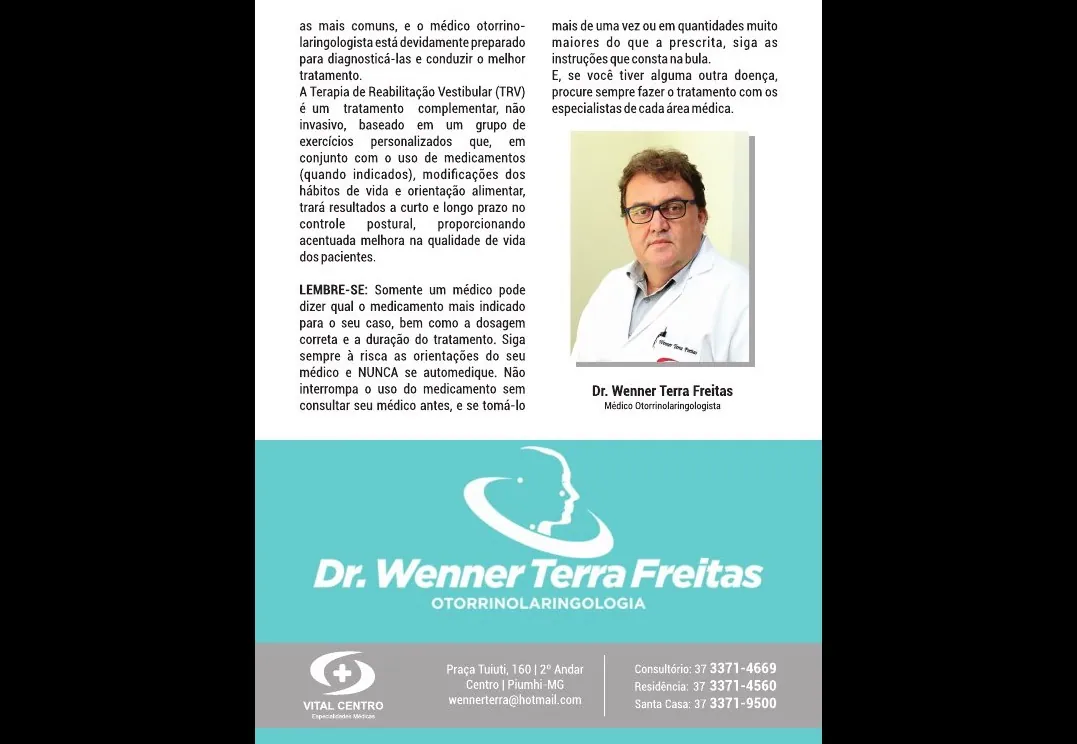 as mais comuns, e o médico otorrino-
laringologista está devidamente preparado
para diagnosticá-las e conduzir o melhor
tratamento.
A Terapia de Reabilitação Vestibular (TRV)
é um tratamento complementar, não
invasivo, baseado em um grupo de
exercícios personalizados que, em
conjunto com o uso de medicamentos
(quando indicados), modificações dos
hábitos de vida e orientação alimentar,
trará resultados a curto e longo prazo no
controle postural, proporcionando
acentuada melhora na qualidade de vida
dos pacientes.
LEMBRE-SE: Somente um médico pode
dizer qual o medicamento mais indicado
para o seu caso, bem como a dosagem
correta e a duração do tratamento. Siga
sempre à risca as orientações do seu
médico e NUNCA se automedique. Não
interrompa o uso do medicamento sem
consultar seu médico antes, e se tomá-lo
mais de uma vez ou em quantidades muito
maiores do que a prescrita, siga as
instruções que consta na bula.
E, se você tiver alguma outra doença,
procure sempre fazer o tratamento com os
especialistas de cada área médica.
Wenner Terra Freitas
Dr. Wenner Terra Freitas
Médico Otorrinolaringologista
Dr. Wenner Terra Freitas
OTORRINOLARINGOLOGIA
VITAL CENTRO
Especialidades Médicas
Praça Tuiuti, 160 | 2º Andar
Centro | Piumhi-MG
wennerterra@hotmail.com
Consultório: 37 3371-4669
Residência: 37 3371-4560
Santa Casa: 37 3371-9500